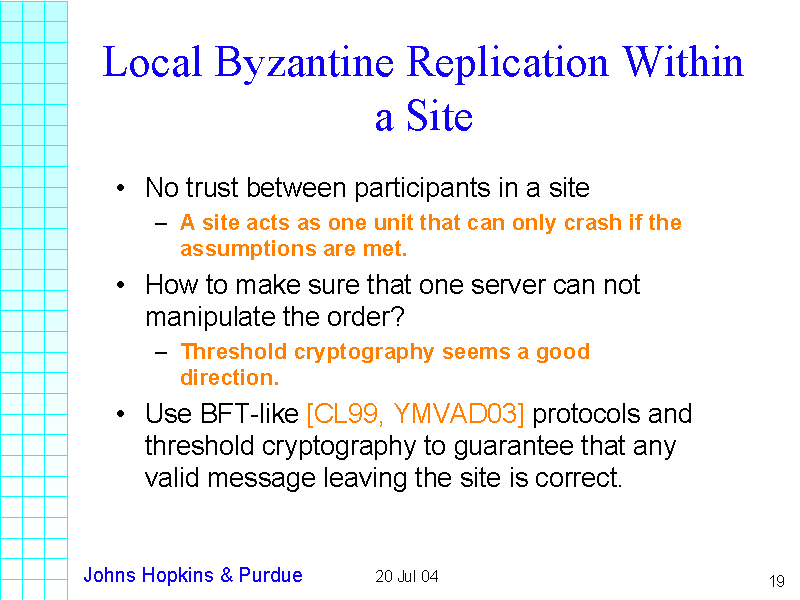 Local Byzantine Replication Within
a Site
• No trust between participants in a site
– A site acts as one unit that can only crash if the
assumptions are met.
• How to make sure that one server can not
manipulate the order?
– Threshold cryptography seems a good
direction.
• Use BFT-like [CL99, YMVAD03] protocols and
threshold cryptography to guarantee that any
valid message leaving the site is correct.
Johns Hopkins & Purdue
20 Jul 04
19